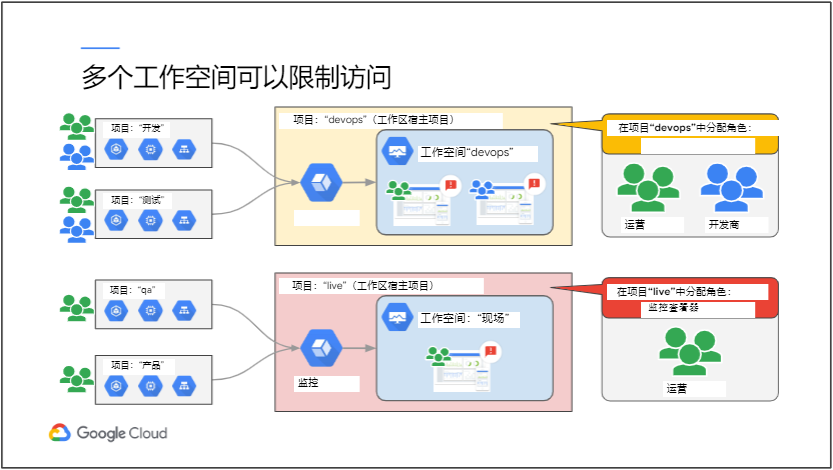 多个工作空间可以限制访问
项目：“开发”
项目：“测试”
项目：“qa”
项目：“产品”
项目：“devops”（工作区宿主项目）
工作空间“devops”
在项目“devops”中分配角色：
运营
开发商
项目：“live”（工作区宿主项目）
监控
工作空间：“现场”
在项目“live”中分配角色：
监控查看器
运营
Google Cloud